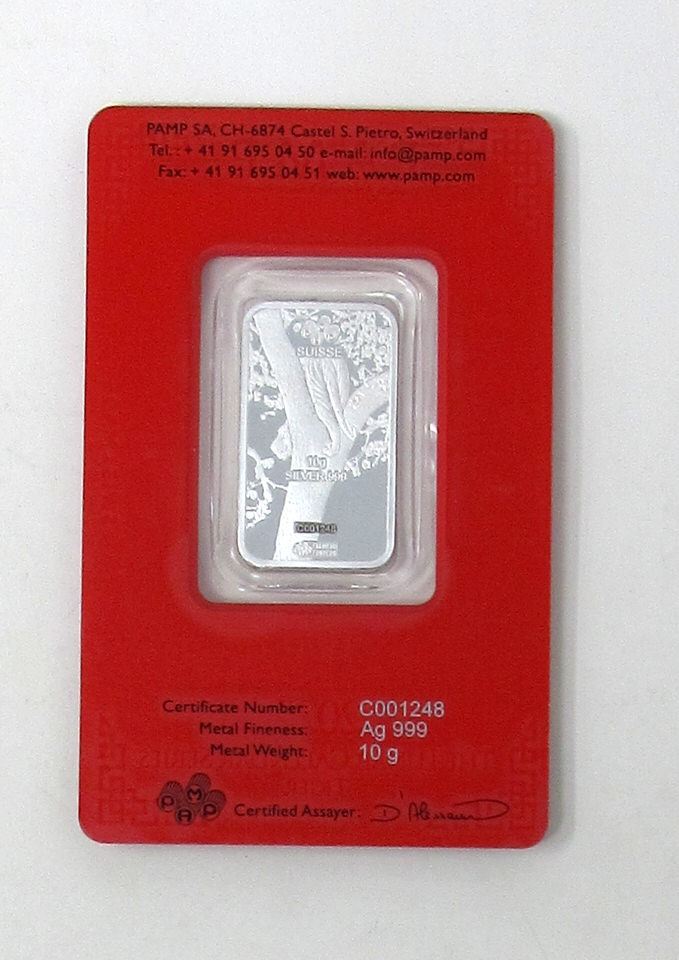 PAMP SA, CH-6874 Castel S. Pietro, Switzerland
Tel.: + 41 91 695 04 50 e-mail: info@pamp.com
Fax: + 41 91 695 04 51 web: www.pamp.com
SUISSE
10g
SILVER 999
C001248
Certificate Number: C001248
Metal Fineness: Ag 999
Metal Weight: 10 g
PAMP
Certified Assayer: